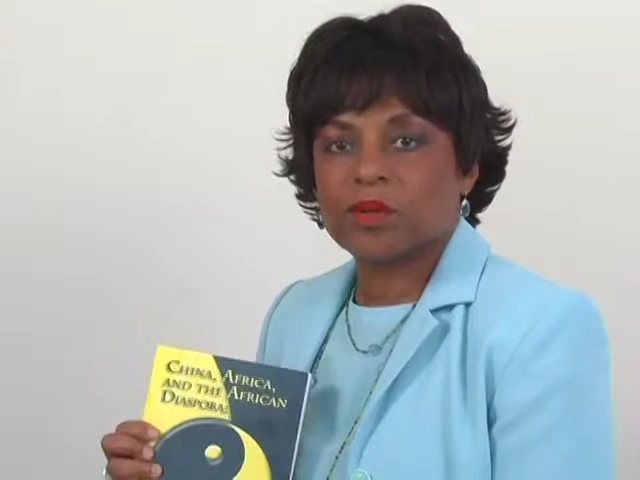 CHINA, AFRICA,
AND THE AFRICAN
DIASPORA: